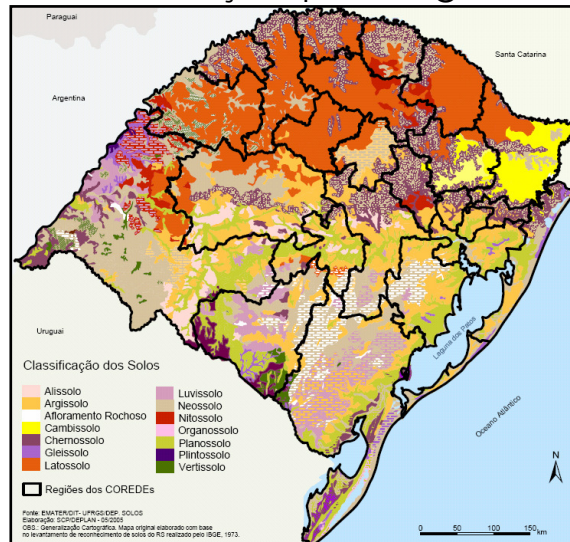 Paraguai
Santa Catarina
Argentina
Uruguai
Laguna dos Patos
Oceano Atlântico
Classificação dos Solos
Alissolo
Argissolo
Afloramento Rochoso
Cambissolo
Chernossolo
Gleissolo
Latossolo
Luvissolo
Neossolo
Nitossolo
Organossolo
Planossolo
Plintossolo
Vertissolo
Regiões dos COREDEs
Fonte: EMATER/DIT- UFRGS/DEP. SOLOS
Elaboração: SCP/DEPLAN - 05/2005
OBS.: Generalização Cartográfica. Mapa original elaborado com base
no levantamento de reconhecimento de solos do RS realizado pelo IBGE, 1973.
N
0 50 100 150
km